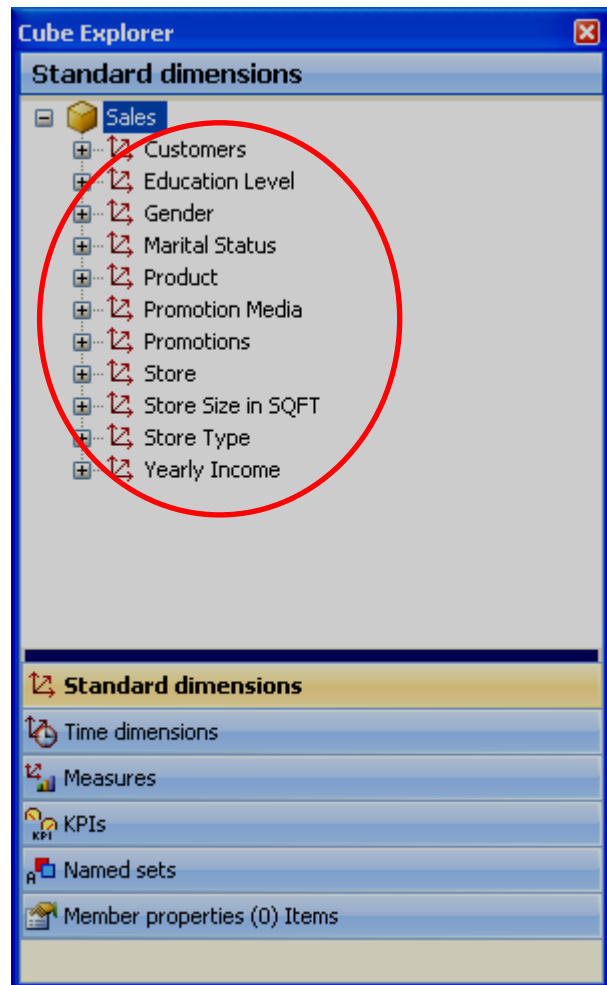 Cube Explorer
Standard dimensions
Sales
Customers
Education Level
Gender
Marital Status
Product
Promotion Media
Promotions
Store
Store Size in SQFT
Store Type
Yearly Income
Standard dimensions
Time dimensions
Measures
KPI KPIs
A Named sets
Member properties (0) Items